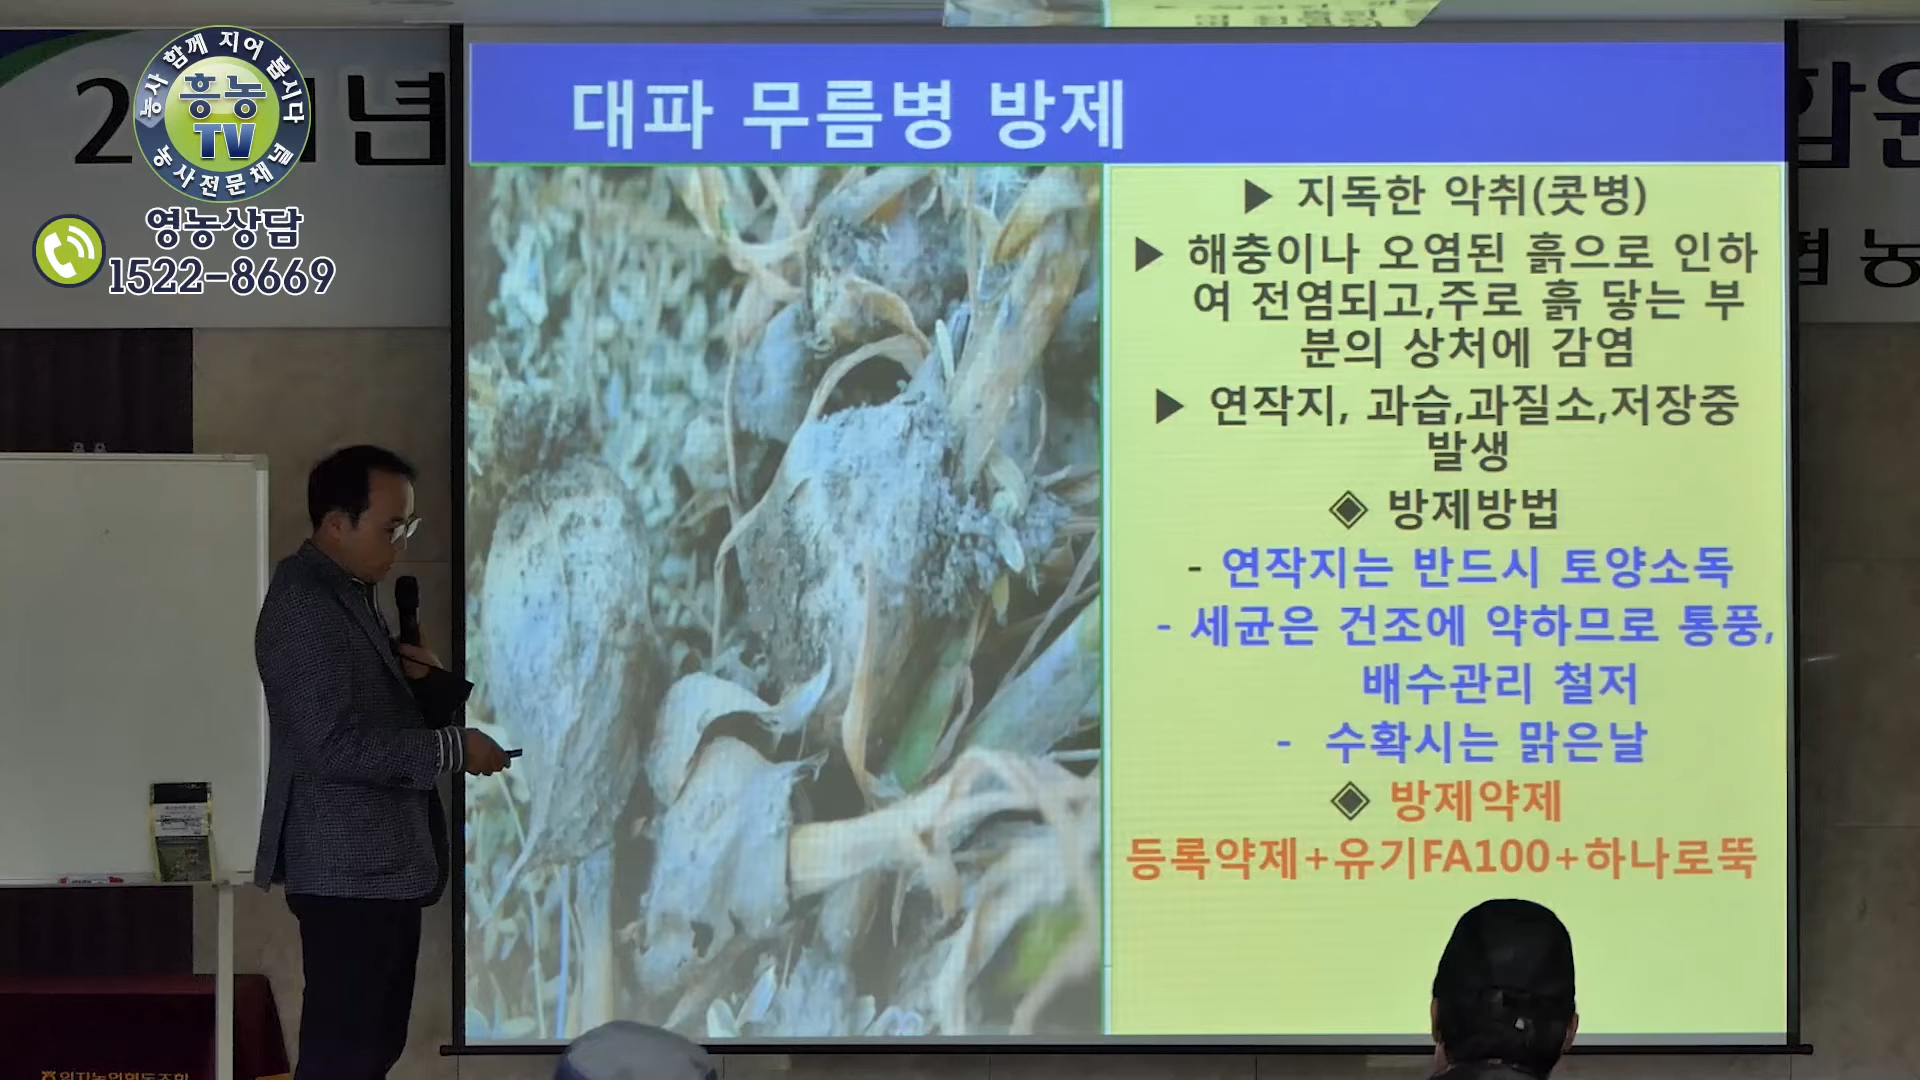 농사 함께 지어 봅시다
흥농
TV
농사전문채널
영농상담
1522-8669
대파 무름병 방제
▶ 지독한 악취(콧병)
▶ 해충이나 오염된 흙으로 인하
여 전염되고,주로 흙 닿는 부
분의 상처에 감염
▶ 연작지, 과습,과질소,저장중
발생
◈ 방제방법
- 연작지는 반드시 토양소독
- 세균은 건조에 약하므로 통풍,
배수관리 철저
- 수확시는 맑은날
◈ 방제약제
등록약제+유기FA100+하나로뚝